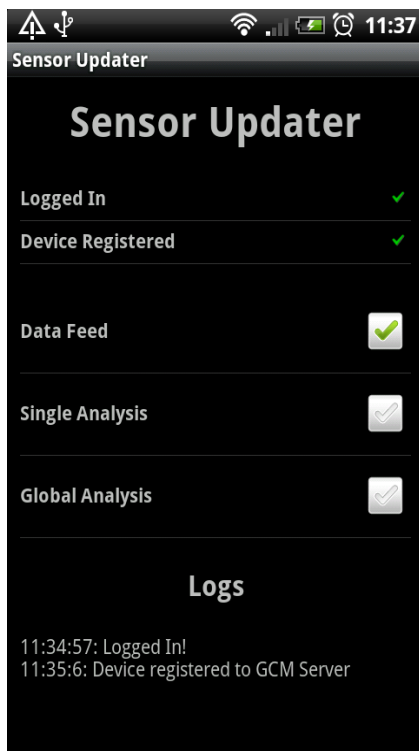 11:37
Sensor Updater
Sensor Updater
Logged In
Device Registered
Data Feed
Single Analysis
Global Analysis
Logs
11:34:57: Logged In!
11:35:6: Device registered to GCM Server